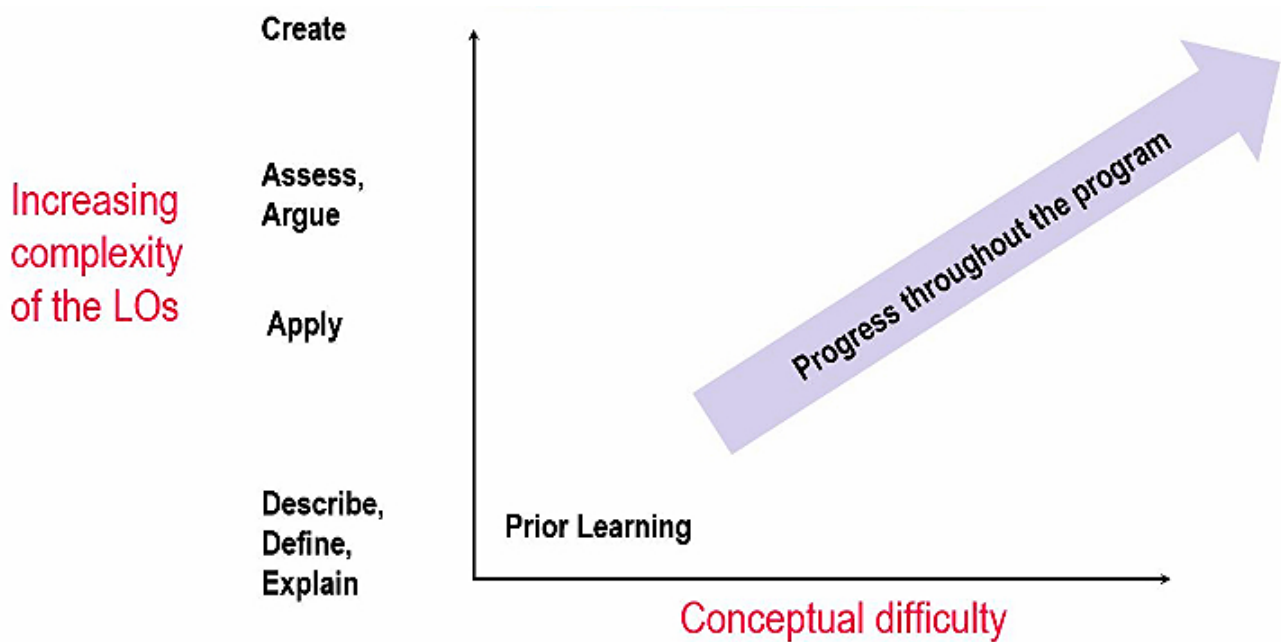 Create
Assess,
Argue
Increasing
complexity
of the LOs
Apply
Describe,
Define,
Explain
Prior Learning
Progress throughout the program
Conceptual difficulty